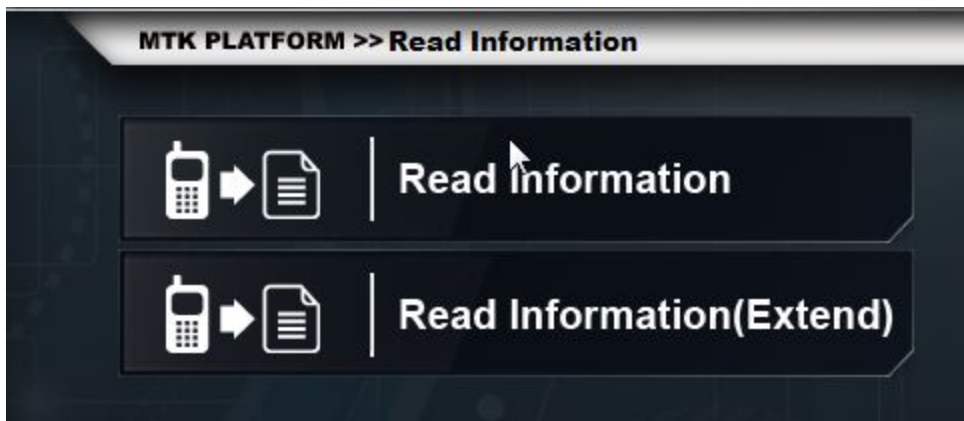 MTK PLATFORM >> Read Information
Read Information
Read Information(Extend)